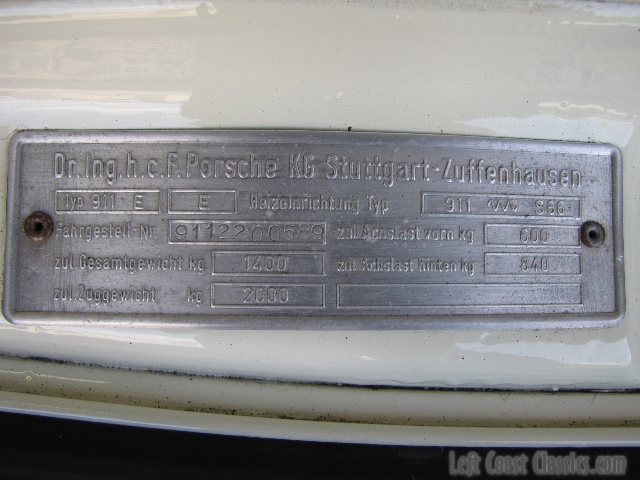 Dr. Ing. h. c. F. Porsche KG Stuttgart-Zuffenhausen
Typ 911 E E Heizeinrichtung Typ 911 S66
Fahrgestell-Nr. 9112200589 zul. Achslast vorn kg 600
zul. Gesamtgewicht kg 1400 zul. Achslast hinten kg 840
zul. Zuggewicht kg 2000
Left Coast Classics.com